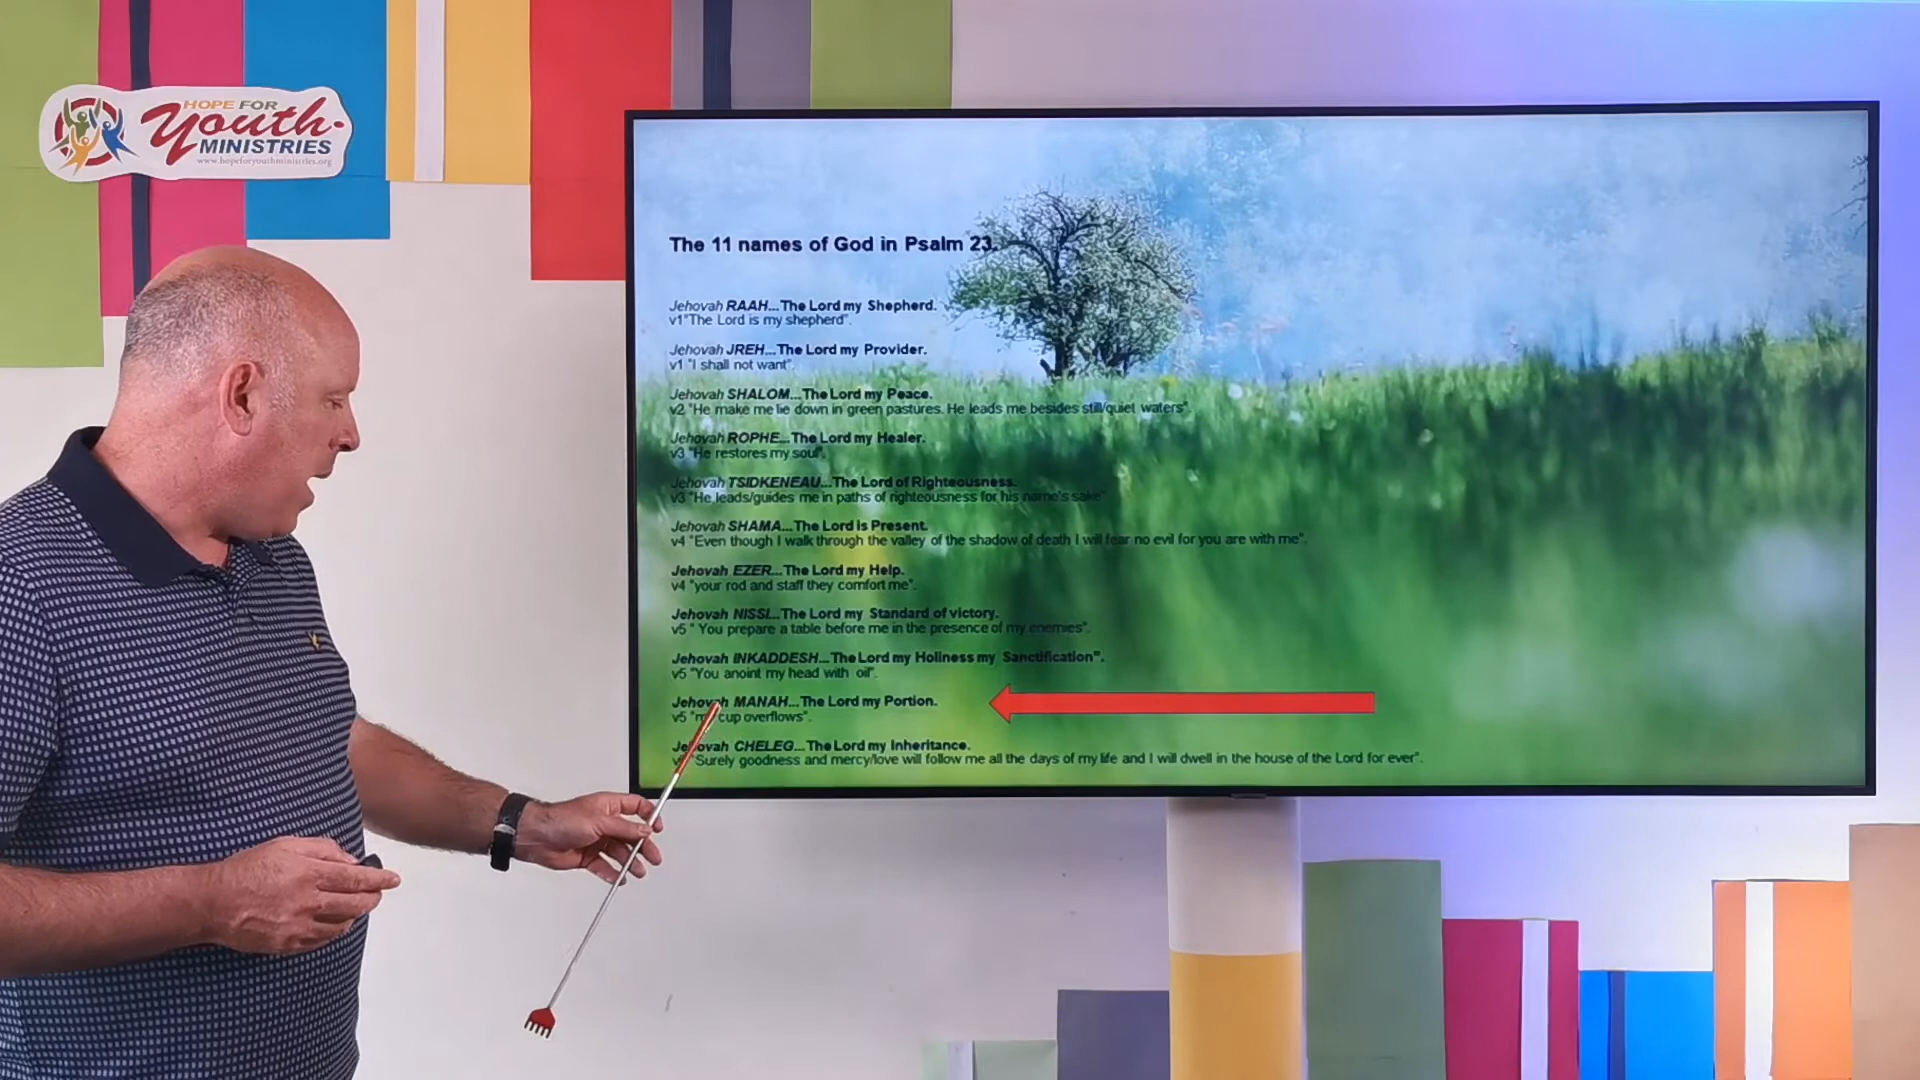 HOPE FOR
Youth
MINISTRIES
www.hopeforyouthministries.org
The 11 names of God in Psalm 23.
Jehovah RAAH...The Lord my Shepherd.
v1"The Lord is my shepherd".
Jehovah JREH...The Lord my Provider.
v1 "I shall not want".
Jehovah SHALOM...The Lord my Peace.
v2 "He make me lie down in green pastures. He leads me besides still/quiet waters".
Jehovah ROPHE...The Lord my Healer.
v3 "He restores my soul".
Jehovah TSIDKENEAU...The Lord of Righteousness.
v3 "He leads/guides me in paths of righteousness for his name's sake"
Jehovah SHAMA...The Lord is Present.
v4 "Even though I walk through the valley of the shadow of death I will fear no evil for you are with me".
Jehovah EZER...The Lord my Help.
v4 "your rod and staff they comfort me".
Jehovah NISSI...The Lord my Standard of victory.
v5 " You prepare a table before me in the presence of my enemies".
Jehovah INKADDESH...The Lord my Holiness my Sanctification".
v5 "You anoint my head with oil".
Jehovah MANAH...The Lord my Portion.
v5 "my cup overflows".
Jehovah CHELEG...The Lord my Inheritance.
"Surely goodness and mercy/love will follow me all the days of my life and I will dwell in the house of the Lord for ever".